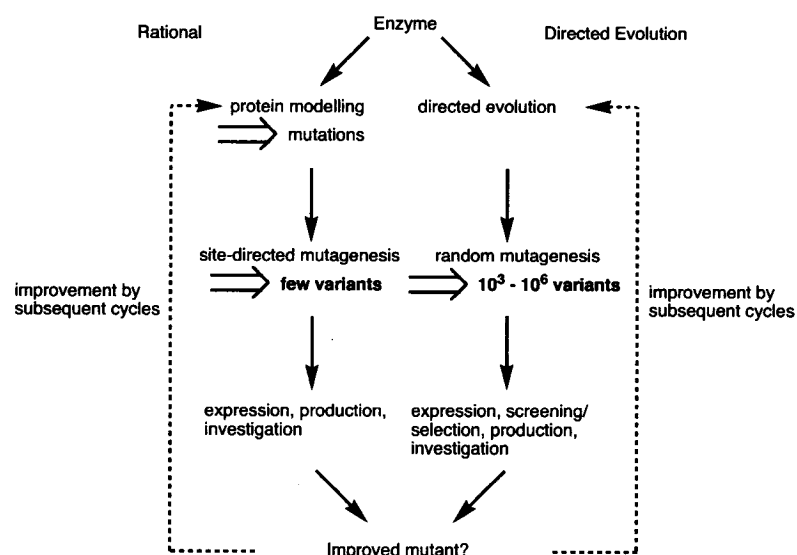 Enzyme
Rational
Directed Evolution
protein modelling
mutations
directed evolution
site-directed mutagenesis
few variants
random mutagenesis
10³ - 10⁶ variants
improvement by
subsequent cycles
improvement by
subsequent cycles
expression, production,
investigation
expression, screening/
selection, production,
investigation
Improved mutant?